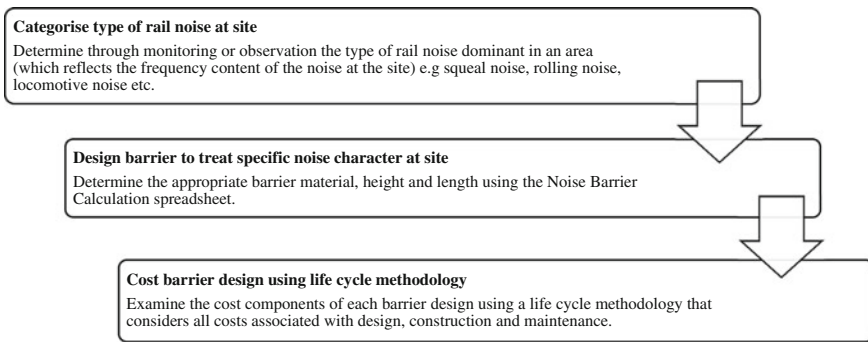 Categorise type of rail noise at site
Determine through monitoring or observation the type of rail noise dominant in an area
(which reflects the frequency content of the noise at the site) e.g squeal noise, rolling noise,
locomotive noise etc.
Design barrier to treat specific noise character at site
Determine the appropriate barrier material, height and length using the Noise Barrier
Calculation spreadsheet.
Cost barrier design using life cycle methodology
Examine the cost components of each barrier design using a life cycle methodology that
considers all costs associated with design, construction and maintenance.